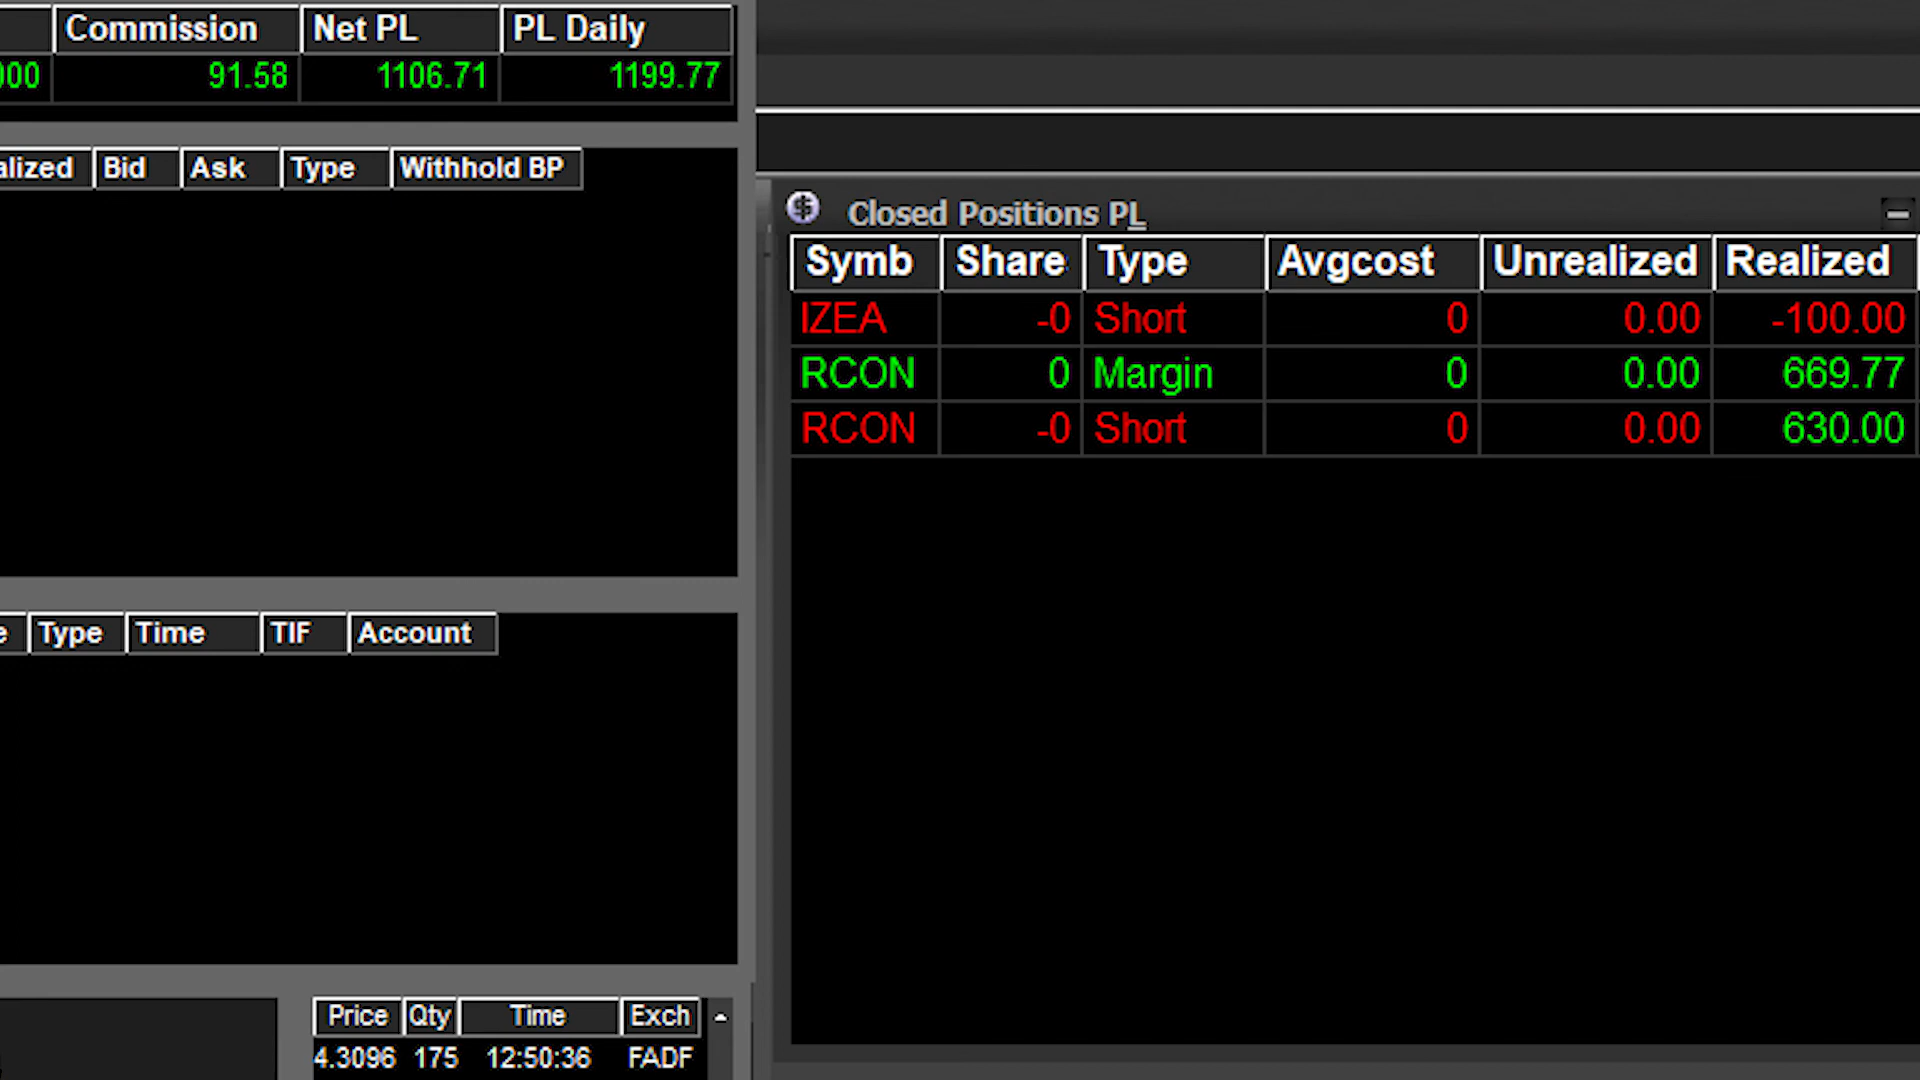 Commission Net PL PL Daily
000 91.58 1106.71 1199.77
alized Bid Ask Type Withhold BP
Closed Positions PL
Symb Share Type Avgcost Unrealized Realized
IZEA -0 Short 0 0.00 -100.00
RCON 0 Margin 0 0.00 669.77
RCON -0 Short 0 0.00 630.00
e Type Time TIF Account
Price Qty Time Exch
4.3096 175 12:50:36 FADF